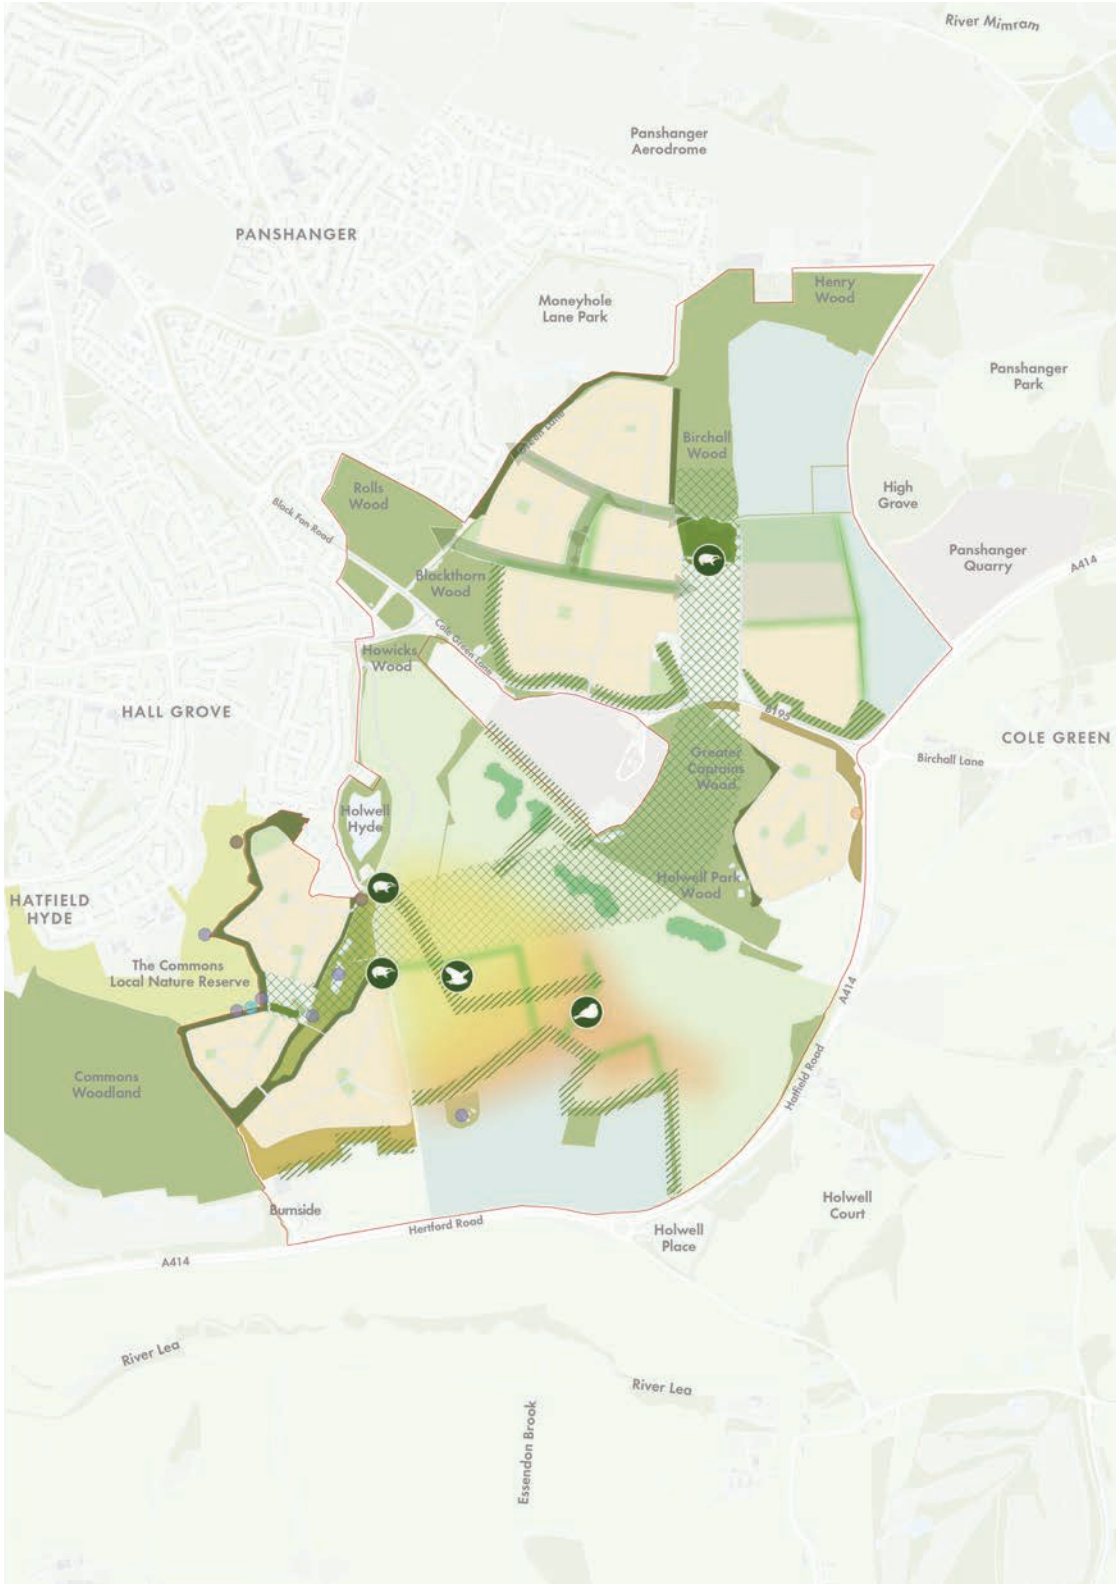 River Mimram
Panshanger
Aerodrome
PANSHANGER
Henry
Wood
Moneyhole
Lane Park
Panshanger
Park
Birchall
Wood
Rolls
Wood
High
Grove
Black Fan Road
Panshanger
Quarry
A414
Blackthorn
Wood
Cole Green Lane
Howicks
Wood
HALL GROVE
B195
COLE GREEN
Greater
Captains
Wood
Birchall Lane
Holwell
Hyde
Holwell Park
Wood
HATFIELD
HYDE
The Commons
Local Nature Reserve
A414
Commons
Woodland
Hatfield Road
Burnside
Hertford Road
Holwell
Court
Holwell
Place
A414
River Lea
River Lea
Essendon Brook